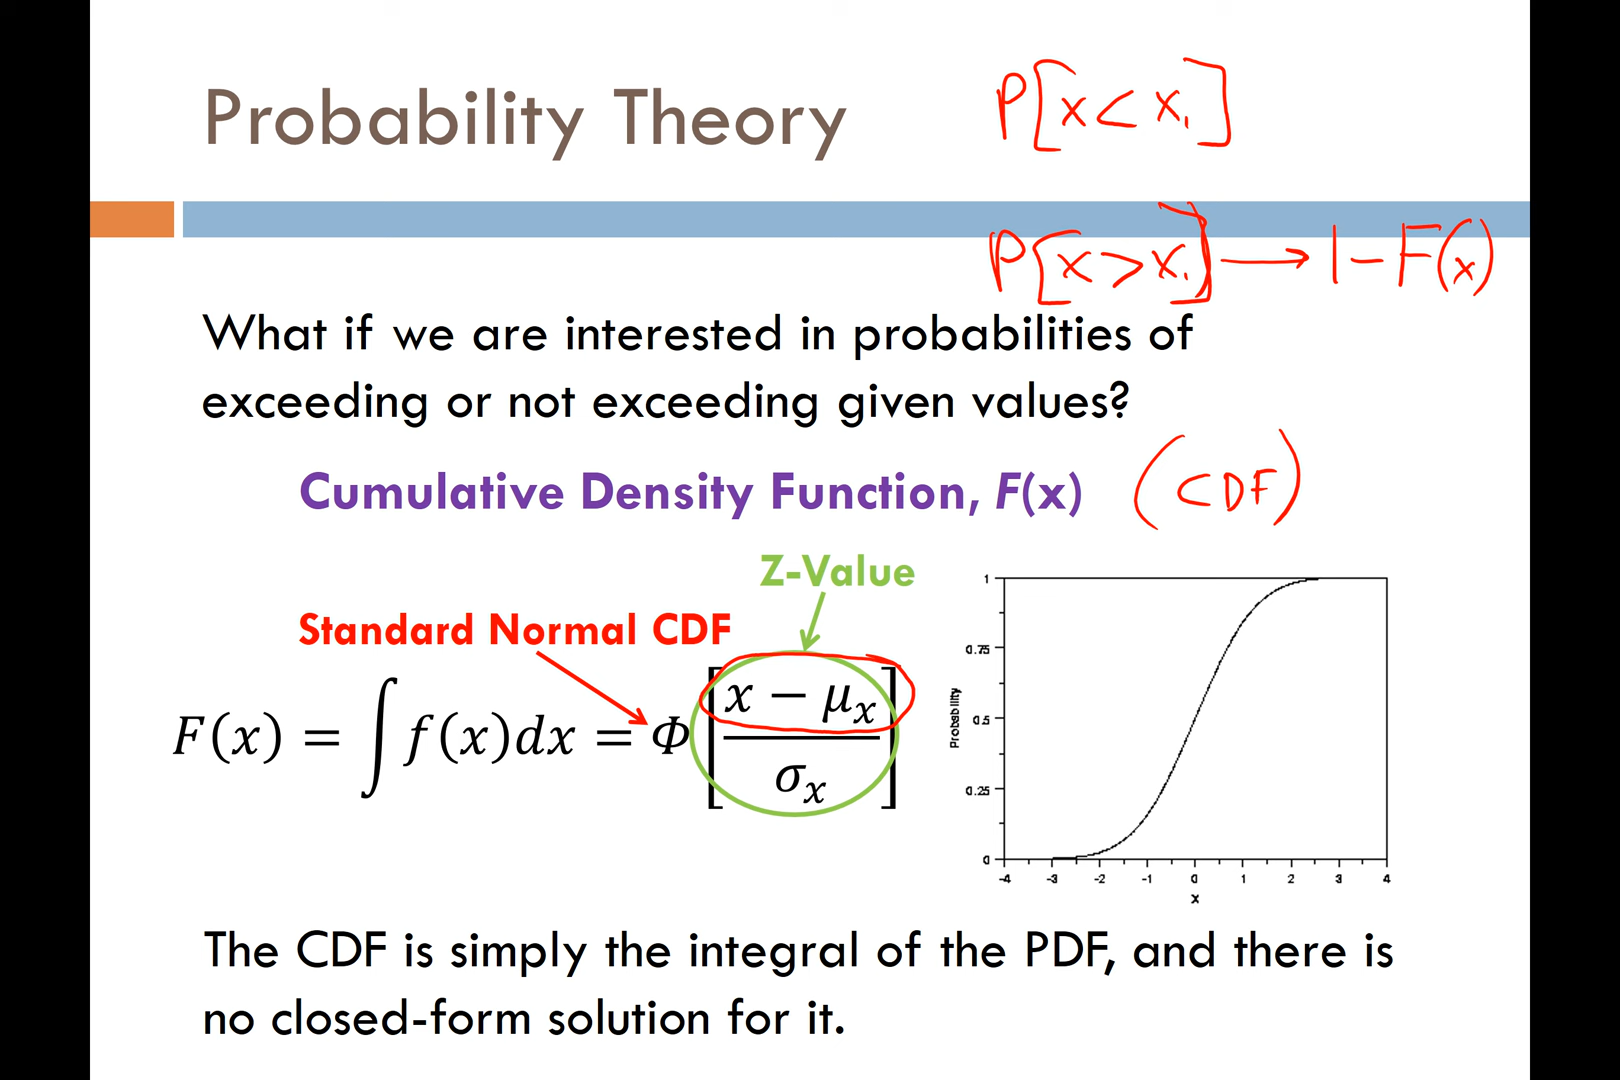 Probability Theory
P[x < x₁]
P[x > x₁] → 1 - F(x)
What if we are interested in probabilities of
exceeding or not exceeding given values?
Cumulative Density Function, F(x) (CDF)
Z-Value
Standard Normal CDF
F(x) = ∫ f(x)dx = Φ[(x − μₓ)/σₓ]
1
0.75
0.5
0.25
0
Probability
-4 -3 -2 -1 0 1 2 3 4
x
The CDF is simply the integral of the PDF, and there is
no closed-form solution for it.